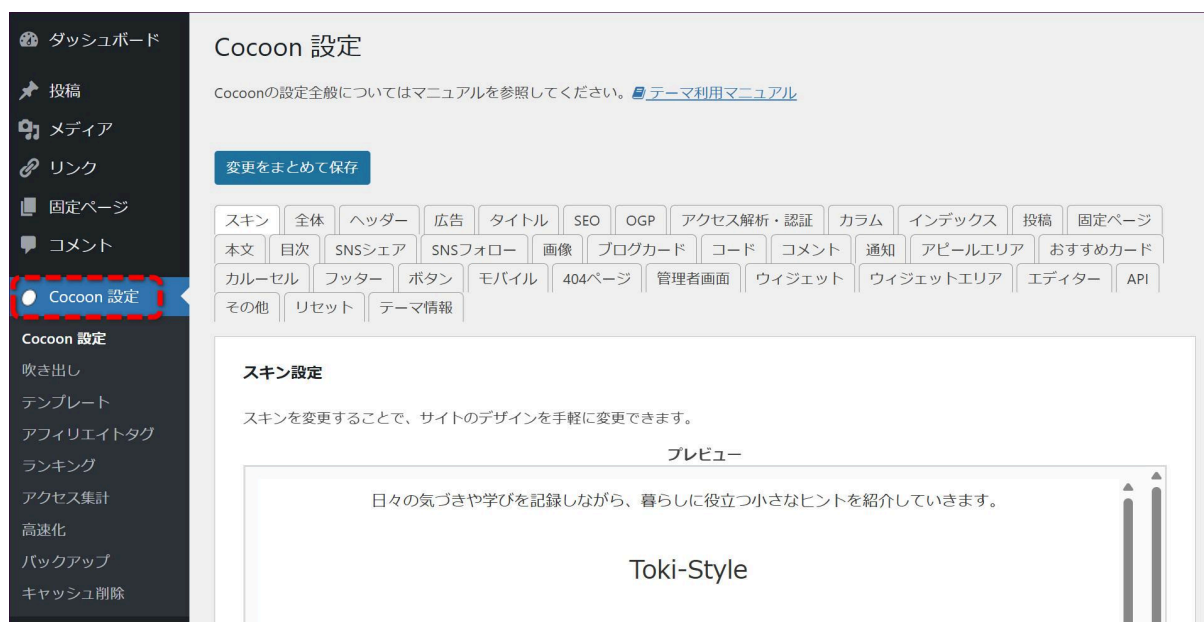 ダッシュボード
投稿
メディア
リンク
固定ページ
コメント
Cocoon 設定
Cocoon 設定
吹き出し
テンプレート
アフィリエイトタグ
ランキング
アクセス集計
高速化
バックアップ
キャッシュ削除
Cocoon 設定
Cocoonの設定全般についてはマニュアルを参照してください。 テーマ利用マニュアル
変更をまとめて保存
スキン 全体 ヘッダー 広告 タイトル SEO OGP アクセス解析・認証 カラム インデックス 投稿 固定ページ
本文 目次 SNSシェア SNSフォロー 画像 ブログカード コード コメント 通知 アピールエリア おすすめカード
カルーセル フッター ボタン モバイル 404ページ 管理者画面 ウィジェット ウィジェットエリア エディター API
その他 リセット テーマ情報
スキン設定
スキンを変更することで、サイトのデザインを手軽に変更できます。
プレビュー
日々の気づきや学びを記録しながら、暮らしに役立つ小さなヒントを紹介していきます。
Toki-Style